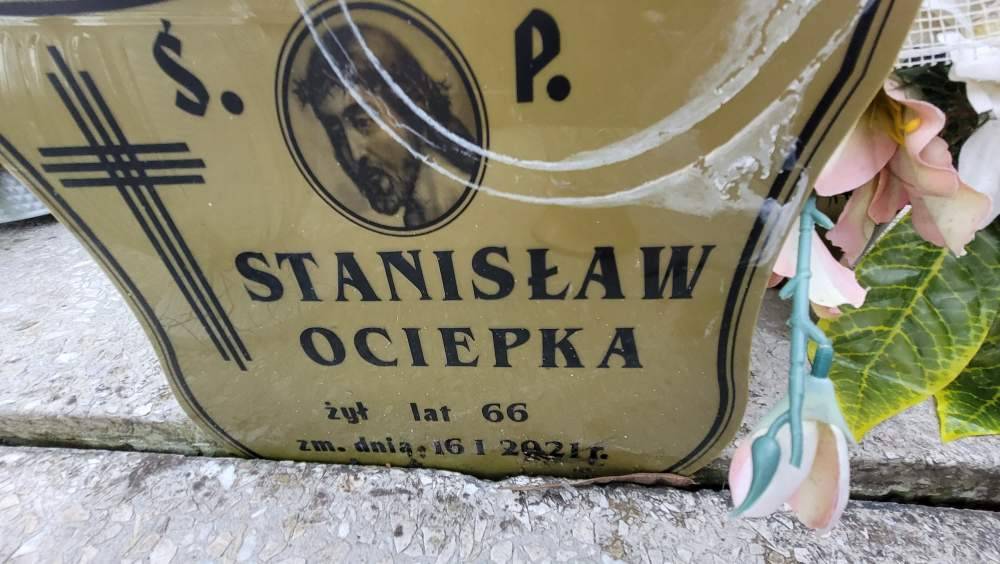 Ś. P.
STANISŁAW
OCIEPKA
żył lat 66
zm. dnia. 16 I 2021 r.